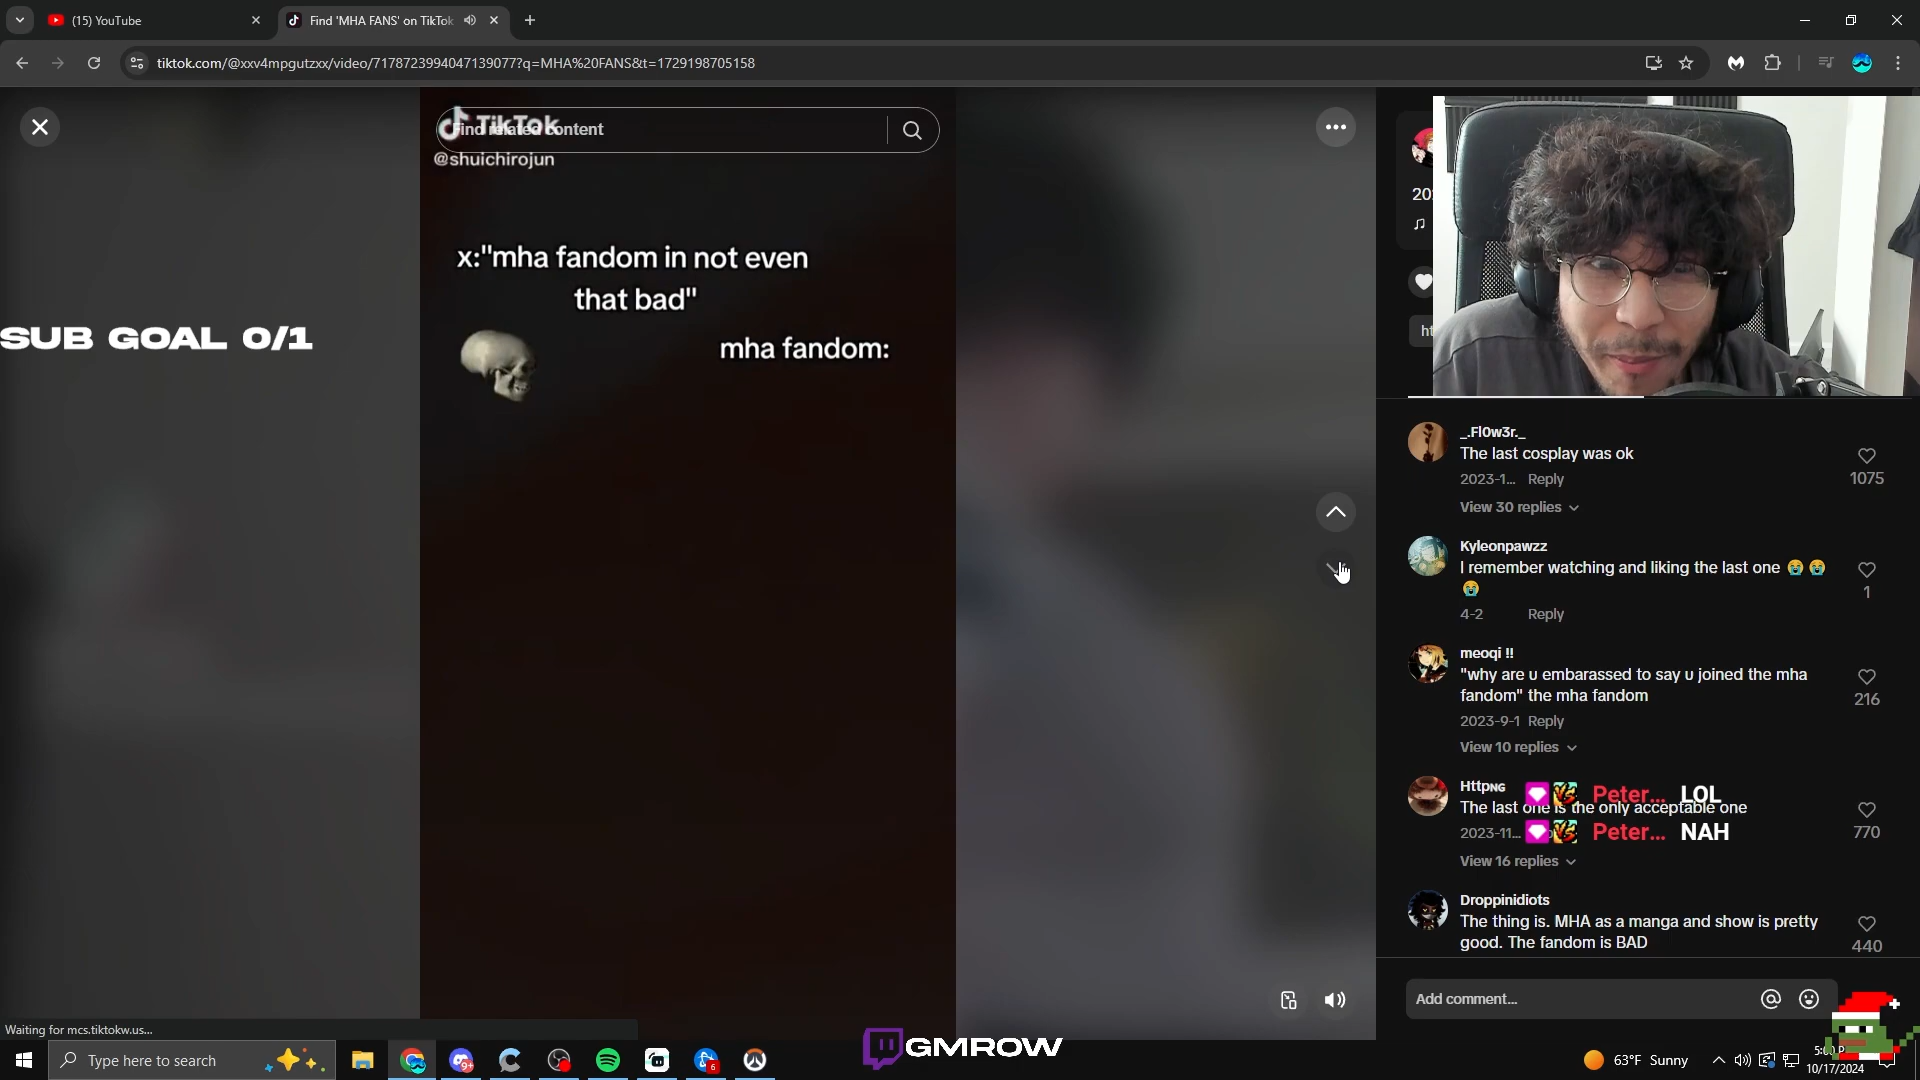 (15) YouTube
Find 'MHA FANS' on TikTok
tiktok.com/@xxv4mpgutzxx/video/7178723994047139077?q=MHA%20FANS&t=1729198705158
TikTok
Find related content
@shuichirojun
x:"mha fandom in not even
that bad"
mha fandom:
SUB GOAL 0/1
_.Fl0w3r._
The last cosplay was ok
2023-1... Reply
1075
View 30 replies
Kyleonpawzz
I remember watching and liking the last one 😭 😭
😭
4-2 Reply
1
meoqi !!
"why are u embarassed to say u joined the mha
fandom" the mha fandom
2023-9-1 Reply
216
View 10 replies
HttpNG
The last one is the only acceptable one
2023-11...
770
View 16 replies
Peter... LOL
Peter... NAH
Droppinidiots
The thing is. MHA as a manga and show is pretty
good. The fandom is BAD
440
Add comment...
Waiting for mcs.tiktokw.us...
GMROW
Type here to search
9+
6
63°F Sunny
10/17/2024